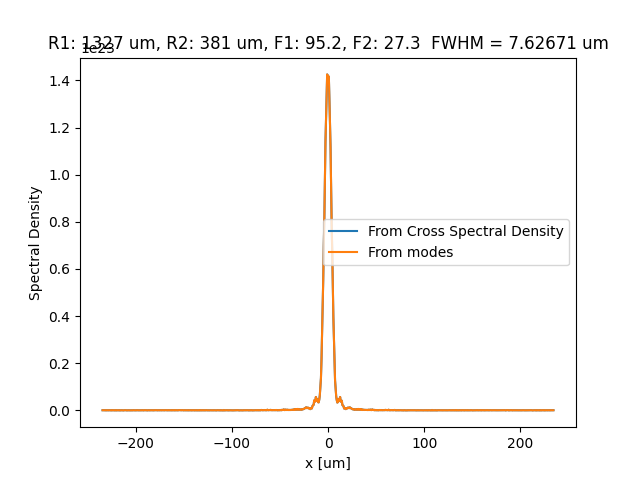 R1: 1327 um, R2: 381 um, F1: 95.2, F2: 27.3  FWHM = 7.62671 um
1e23
1.4
1.2
1.0
0.8
0.6
0.4
0.2
0.0
Spectral Density
From Cross Spectral Density
From modes
−200
−100
0
100
200
x [um]